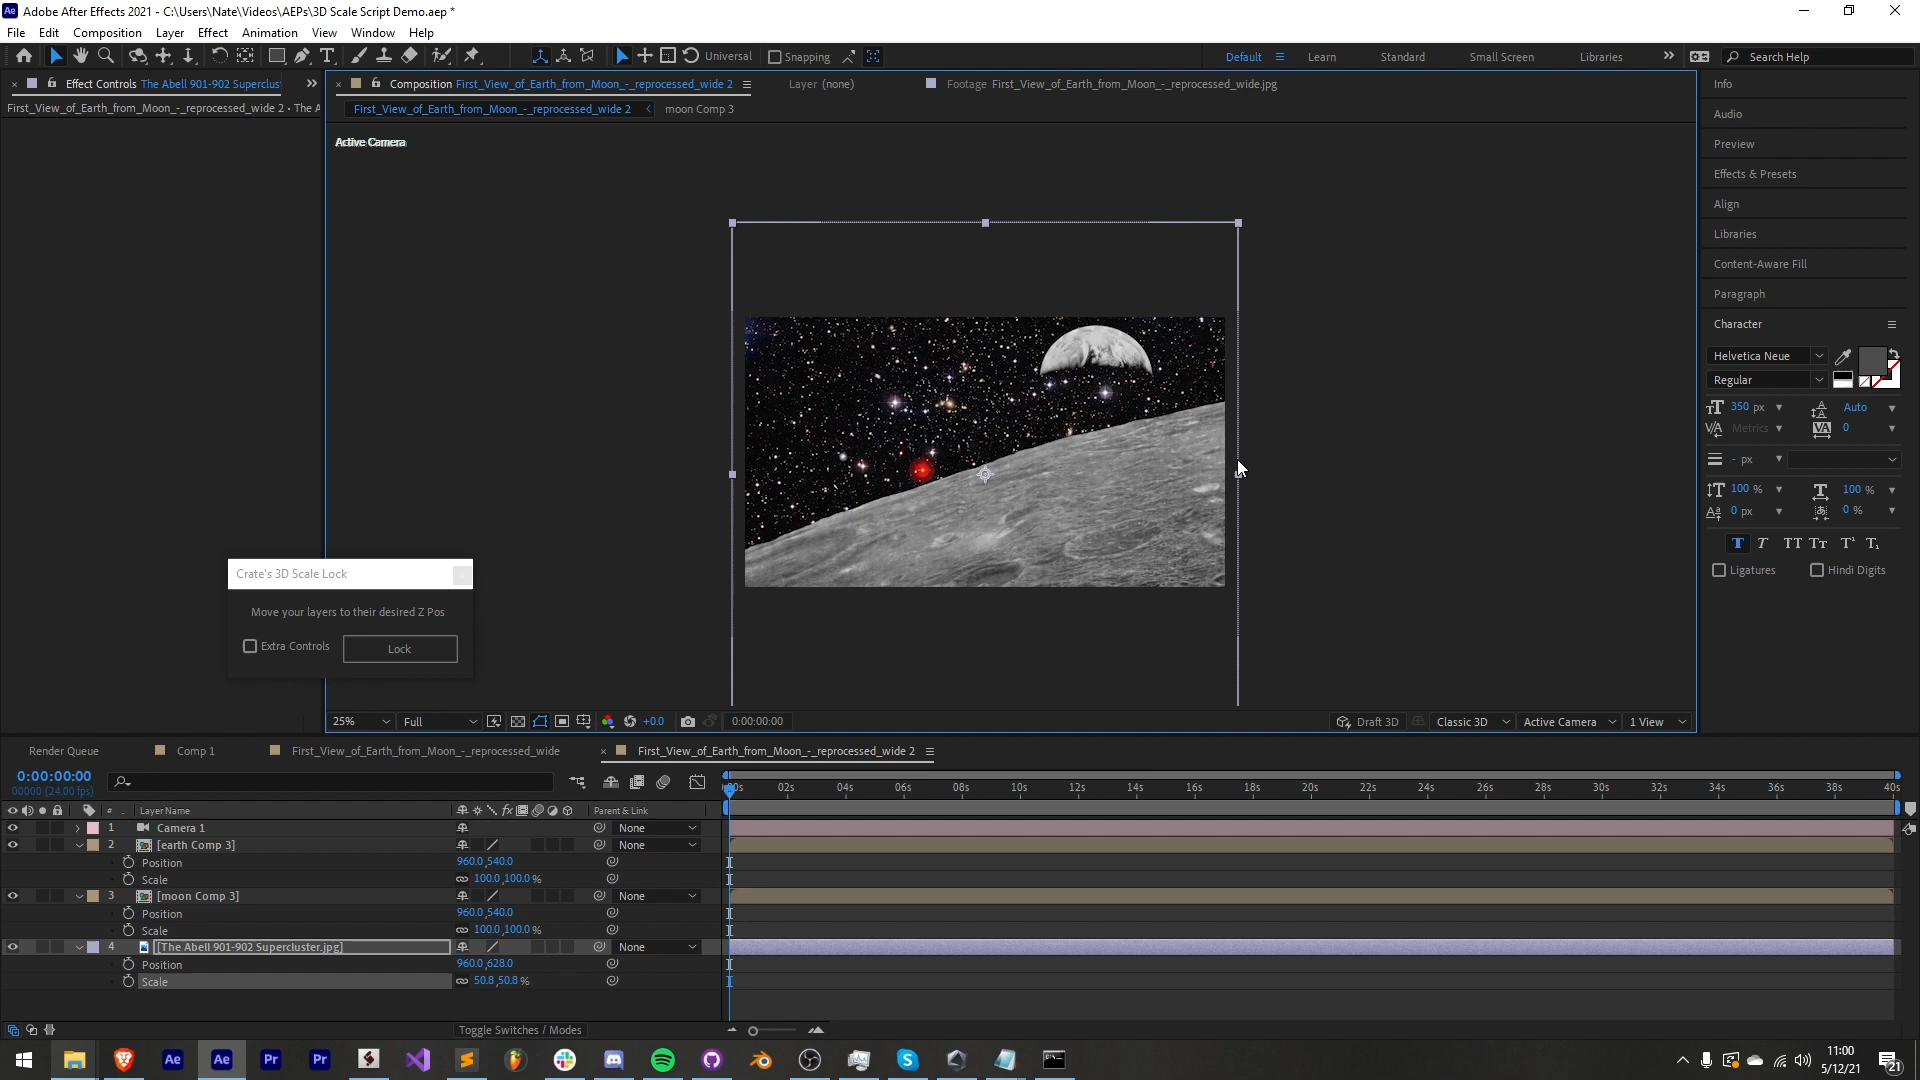 Adobe After Effects 2021 - C:\Users\Nate\Videos\AEPs\3D Scale Script Demo.aep *
File Edit Composition Layer Effect Animation View Window Help
Universal Snapping Default Learn Standard Small Screen Libraries Search Help
Effect Controls The Abell 901-902 Superclus
Composition First_View_of_Earth_from_Moon_-_reprocessed_wide 2
Layer (none)
Footage First_View_of_Earth_from_Moon_-_reprocessed_wide.jpg
First_View_of_Earth_from_Moon_-_reprocessed_wide 2 • The A
First_View_of_Earth_from_Moon_-_reprocessed_wide 2 moon Comp 3
Active Camera
Info
Audio
Preview
Effects & Presets
Align
Libraries
Content-Aware Fill
Paragraph
Character
Helvetica Neue
Regular
350 px Auto
Metrics 0
- px
100 % 100 %
0 px 0 %
T T TT Tт T¹ T₁
Ligatures Hindi Digits
Crate's 3D Scale Lock
Move your layers to their desired Z Pos
Extra Controls Lock
25% Full +0.0 0:00:00:00 Draft 3D Classic 3D Active Camera 1 View
Render Queue Comp 1 First_View_of_Earth_from_Moon_-_reprocessed_wide First_View_of_Earth_from_Moon_-_reprocessed_wide 2
0:00:00:00
00000 (24.00 fps)
02s 04s 06s 08s 10s 12s 14s 16s 18s 20s 22s 24s 26s 28s 30s 32s 34s 36s 38s 40s
# Layer Name Parent & Link
1 Camera 1 None
2 [earth Comp 3] None
Position 960.0,540.0
Scale 100.0,100.0 %
3 [moon Comp 3] None
Position 960.0,540.0
Scale 100.0,100.0 %
4 [The Abell 901-902 Supercluster.jpg] None
Position 960.0,628.0
Scale 50.8,50.8 %
Toggle Switches / Modes
Ae Ae Pr Pr
11:00
5/12/21
21